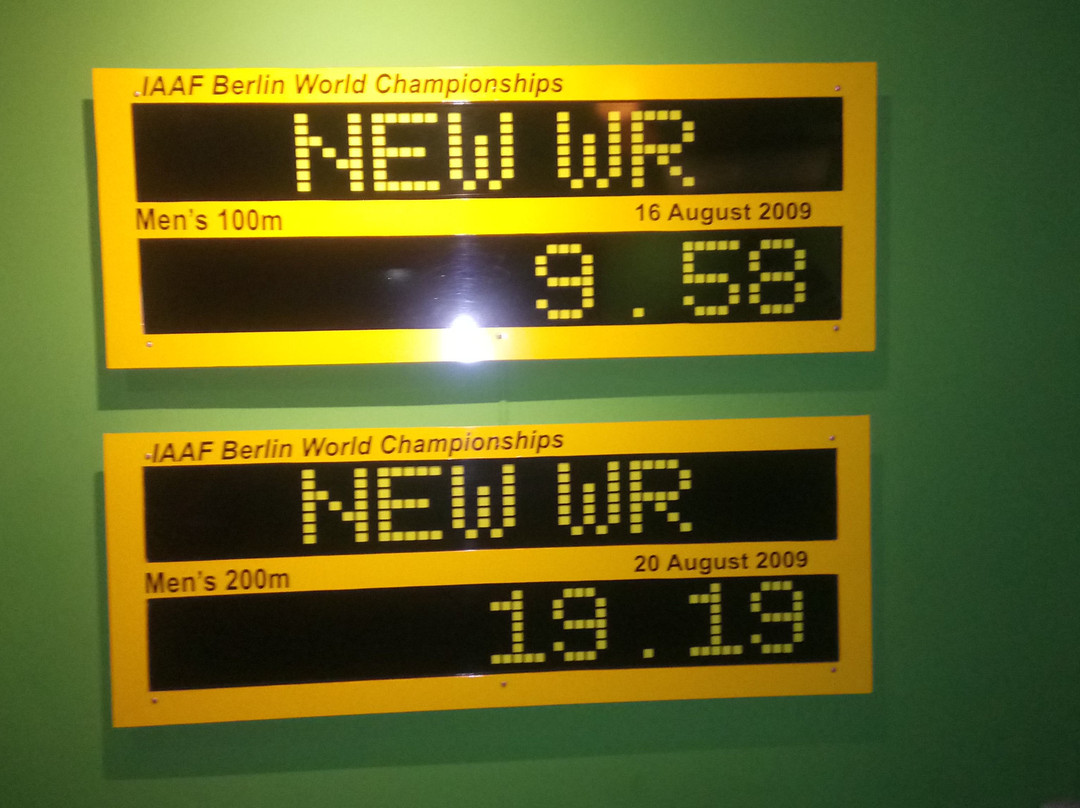 IAAF Berlin World Championships
NEW WR
Men's 100m 16 August 2009
9.58
IAAF Berlin World Championships
NEW WR
Men's 200m 20 August 2009
19.19